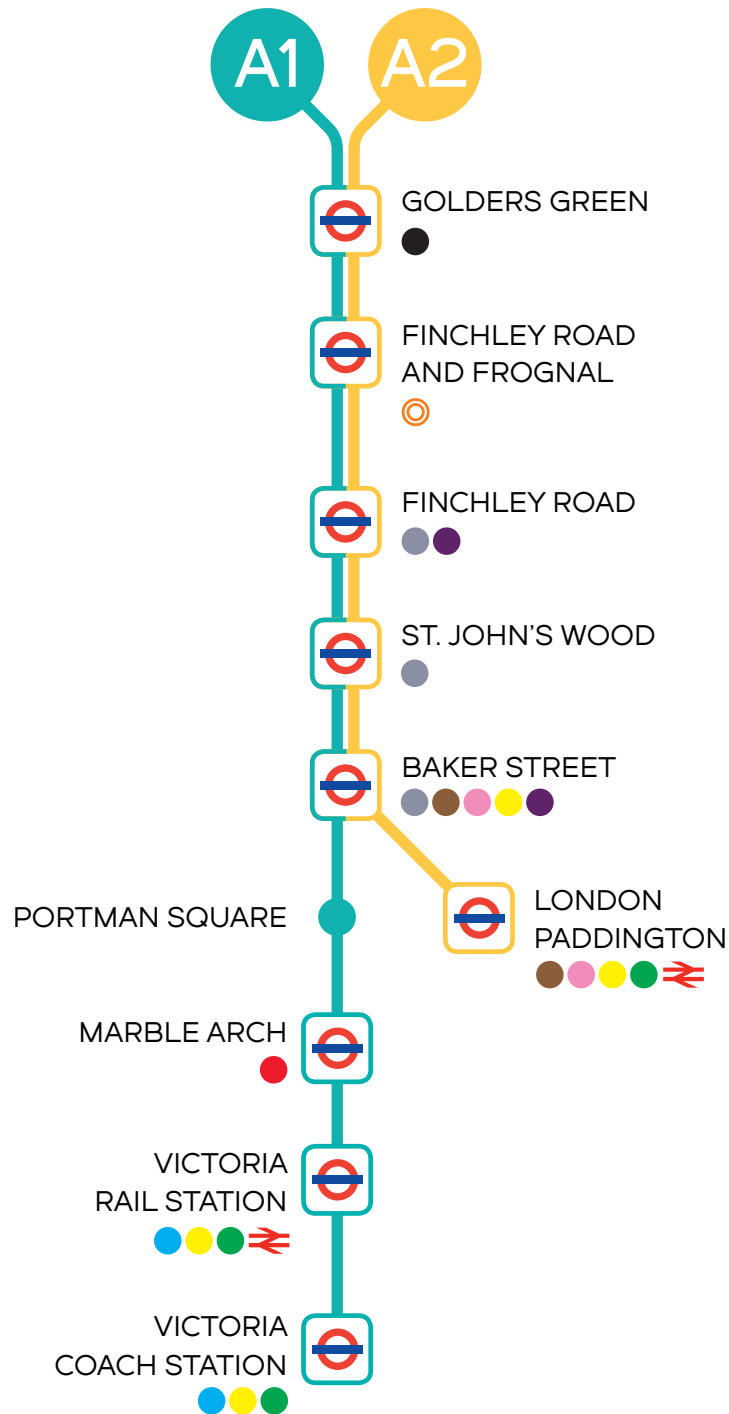 A1
A2
GOLDERS GREEN
FINCHLEY ROAD
AND FROGNAL
FINCHLEY ROAD
ST. JOHN'S WOOD
BAKER STREET
PORTMAN SQUARE
LONDON
PADDINGTON
MARBLE ARCH
VICTORIA
RAIL STATION
VICTORIA
COACH STATION